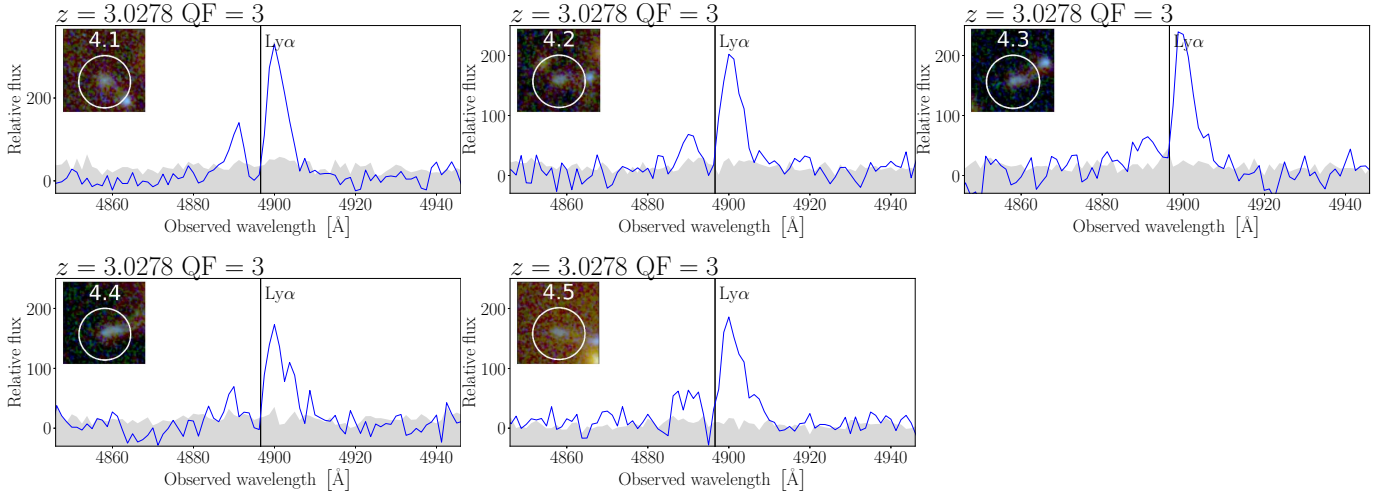 z = 3.0278 QF = 3
z = 3.0278 QF = 3
z = 3.0278 QF = 3
4.1
Lyα
200
0
Relative flux
4860 4880 4900 4920 4940
Observed wavelength [Å]
4.2
Lyα
200
100
0
Relative flux
4860 4880 4900 4920 4940
Observed wavelength [Å]
4.3
Lyα
200
100
0
Relative flux
4860 4880 4900 4920 4940
Observed wavelength [Å]
z = 3.0278 QF = 3
z = 3.0278 QF = 3
4.4
Lyα
200
100
0
Relative flux
4860 4880 4900 4920 4940
Observed wavelength [Å]
4.5
Lyα
200
100
0
Relative flux
4860 4880 4900 4920 4940
Observed wavelength [Å]